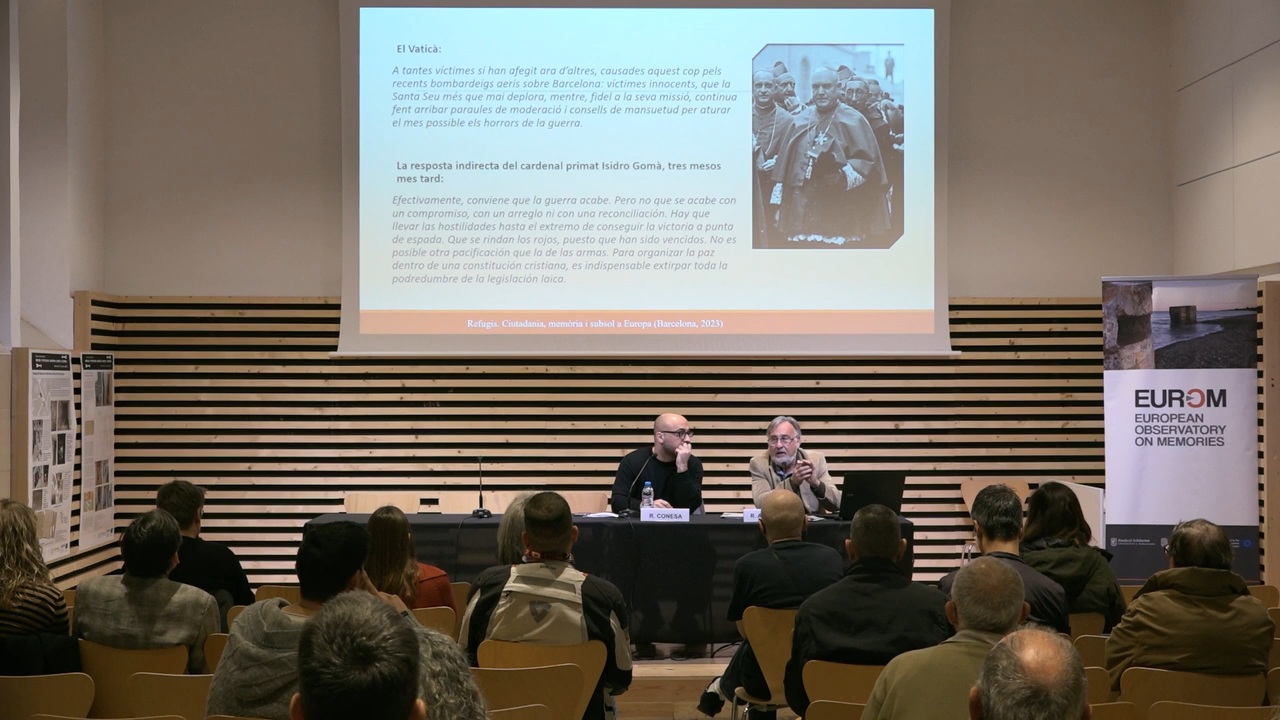 El Vaticà:
A tantes víctimes si han afegit ara d'altres, causades aquest cop pels
recents bombardeigs aeris sobre Barcelona: víctimes innocents, que la
Santa Seu més que mai deplora, mentre, fidel a la seva missió, continua
fent arribar paraules de moderació i consells de mansuetud per aturar
el mes possible els horrors de la guerra.
La resposta indirecta del cardenal primat Isidro Gomà, tres mesos
mes tard:
Efectivamente, conviene que la guerra acabe. Pero no que se acabe con
un compromiso, con un arreglo ni con una reconciliación. Hay que
llevar las hostilidades hasta el extremo de conseguir la victoria a punta
de espada. Que se rindan los rojos, puesto que han sido vencidos. No es
posible otra pacificación que la de las armas. Para organizar la paz
dentro de una constitución cristiana, es indispensable extirpar toda la
podredumbre de la legislación laica.
Refugis. Ciutadania, memòria i subsol a Europa (Barcelona, 2023)
EUROM
EUROPEAN
OBSERVATORY
ON MEMORIES
R. CONESA
R.